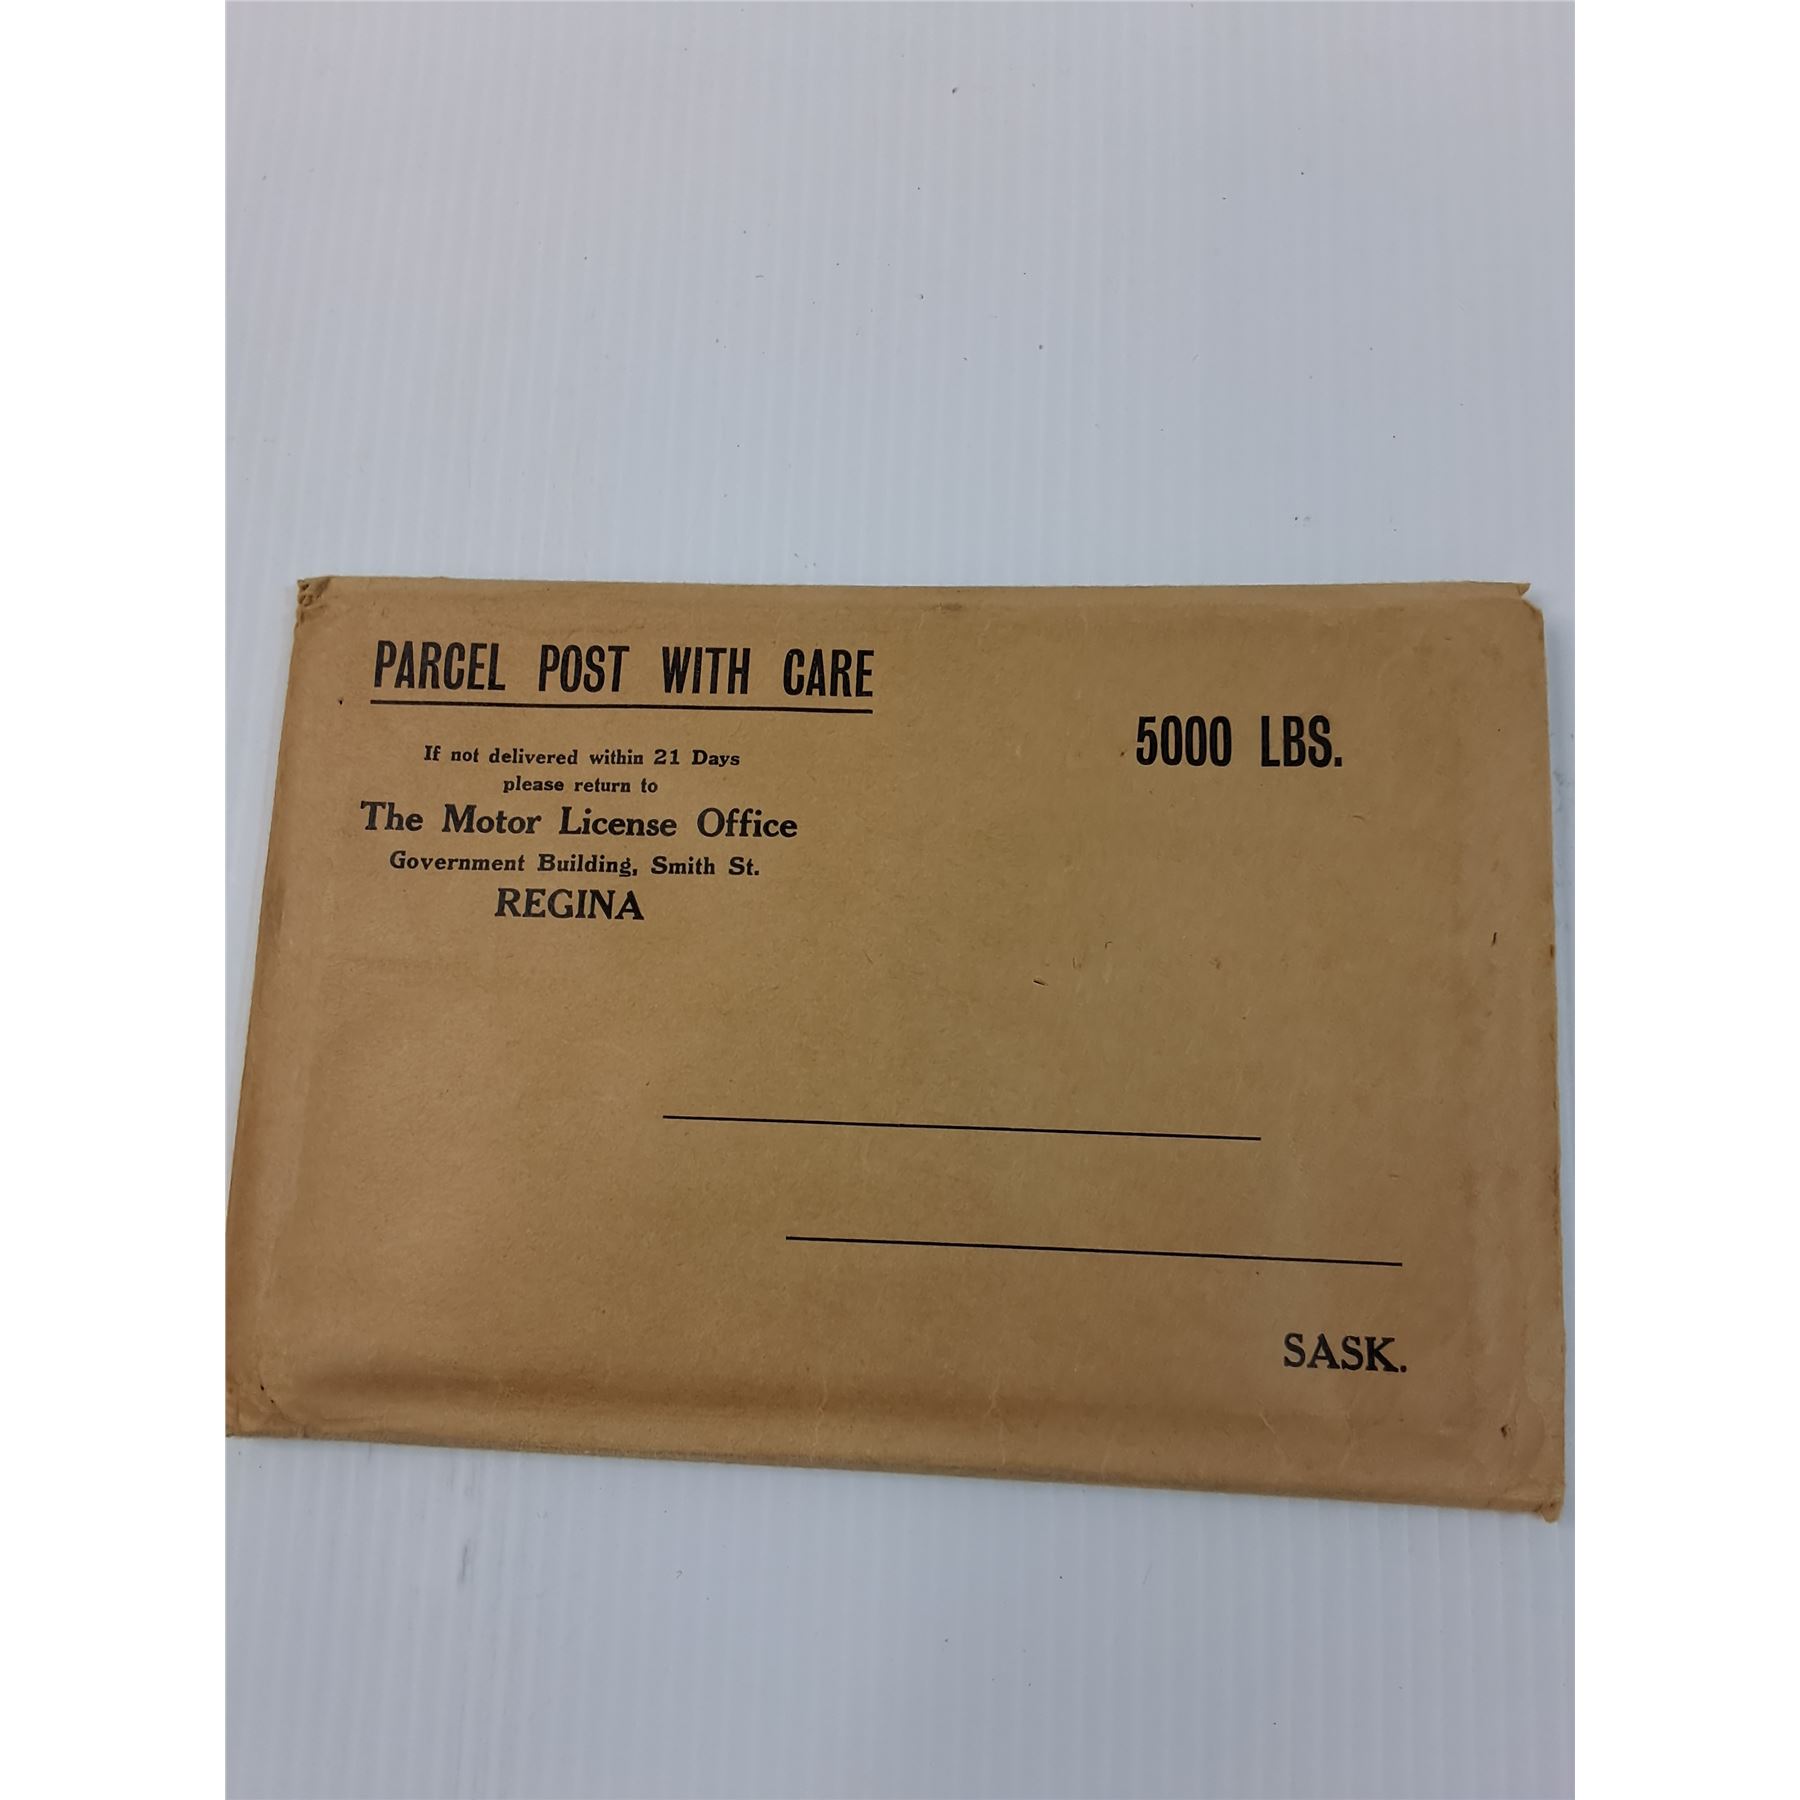 PARCEL POST WITH CARE
5000 LBS.
If not delivered within 21 Days
please return to
The Motor License Office
Government Building, Smith St.
REGINA
SASK.